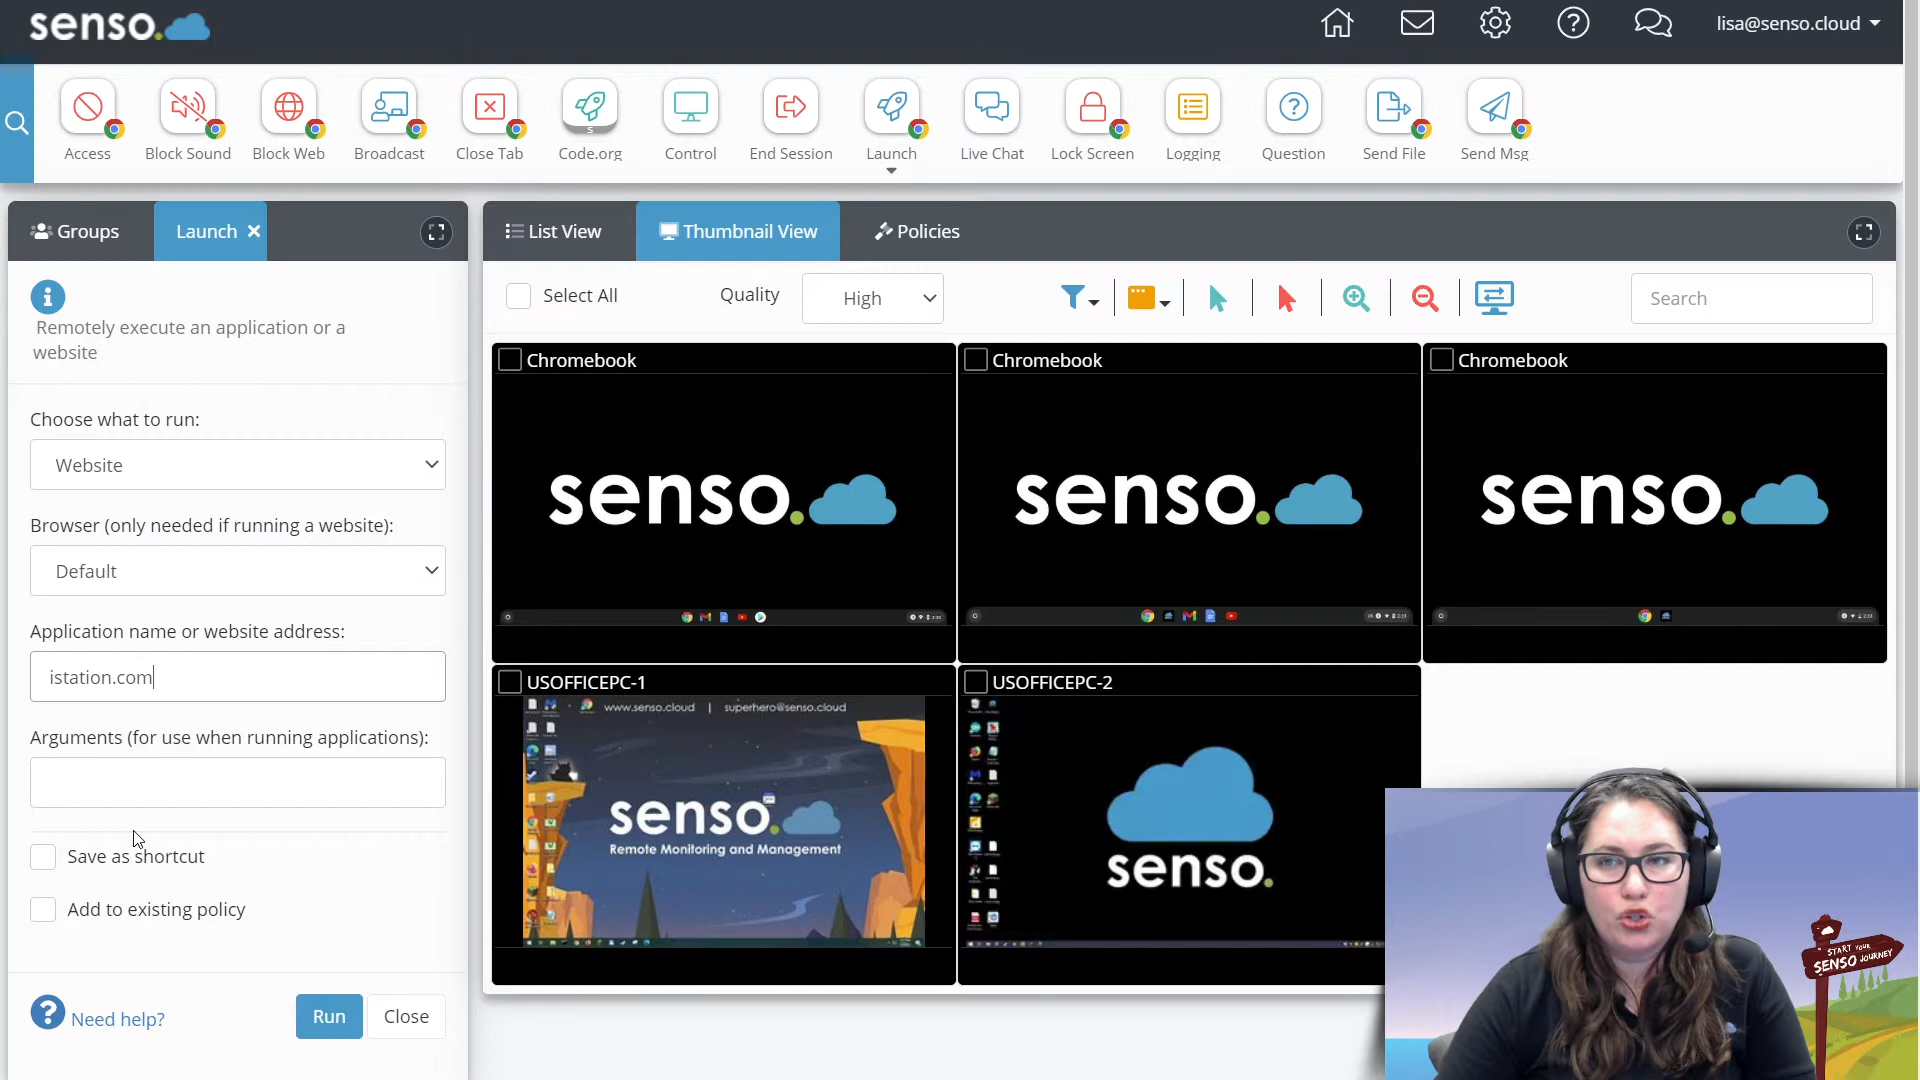 senso.
lisa@senso.cloud
Access
Block Sound
Block Web
Broadcast
Close Tab
S
Code.org
Control
End Session
Launch
Live Chat
Lock Screen
Logging
Question
Send File
Send Msg
Groups
Launch
List View
Thumbnail View
Policies
Remotely execute an application or a
website
Select All
Quality
High
Search
Choose what to run:
Website
Browser (only needed if running a website):
Default
Application name or website address:
istation.com
Arguments (for use when running applications):
Save as shortcut
Add to existing policy
Need help?
Run
Close
Chromebook
senso.
Chromebook
senso.
Chromebook
senso.
USOFFICEPC-1
www.senso.cloud | superhero@senso.cloud
senso.
Remote Monitoring and Management
USOFFICEPC-2
senso.
START YOUR
SENSO JOURNEY